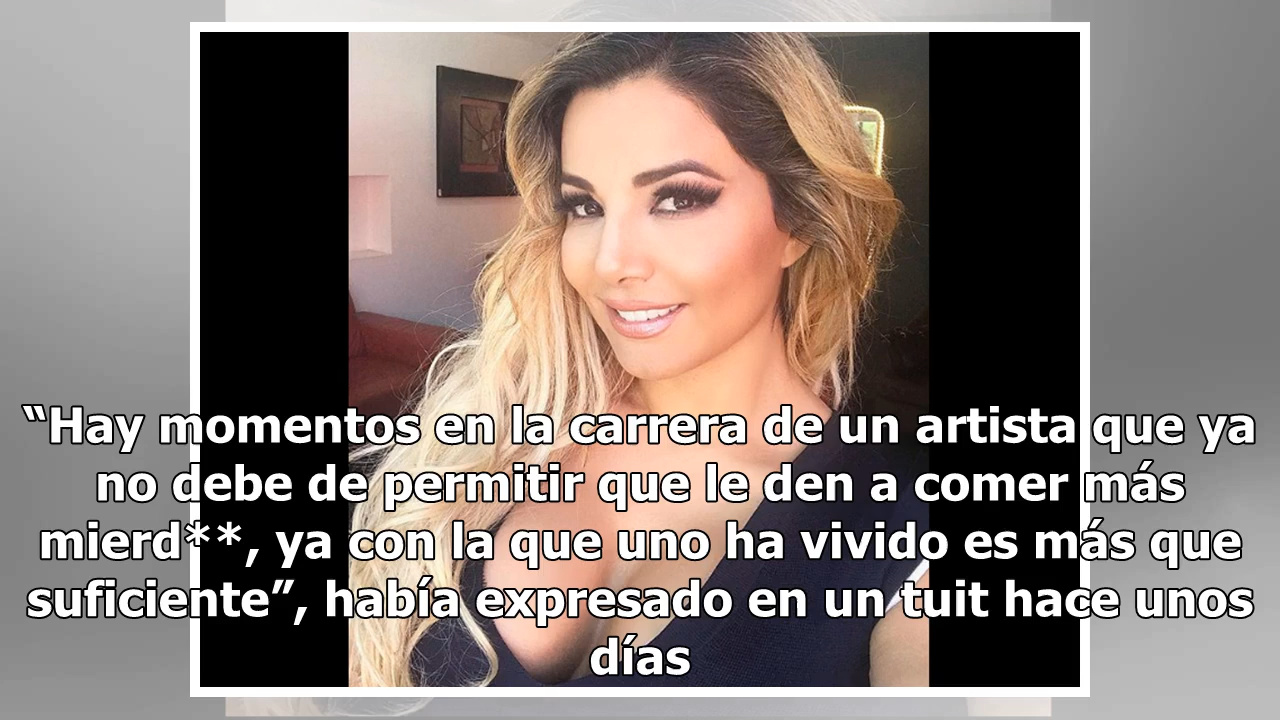 “Hay momentos en la carrera de un artista que ya
no debe de permitir que le den a comer más
mierd**, ya con la que uno ha vivido es más que
suficiente”, había expresado en un tuit hace unos
días